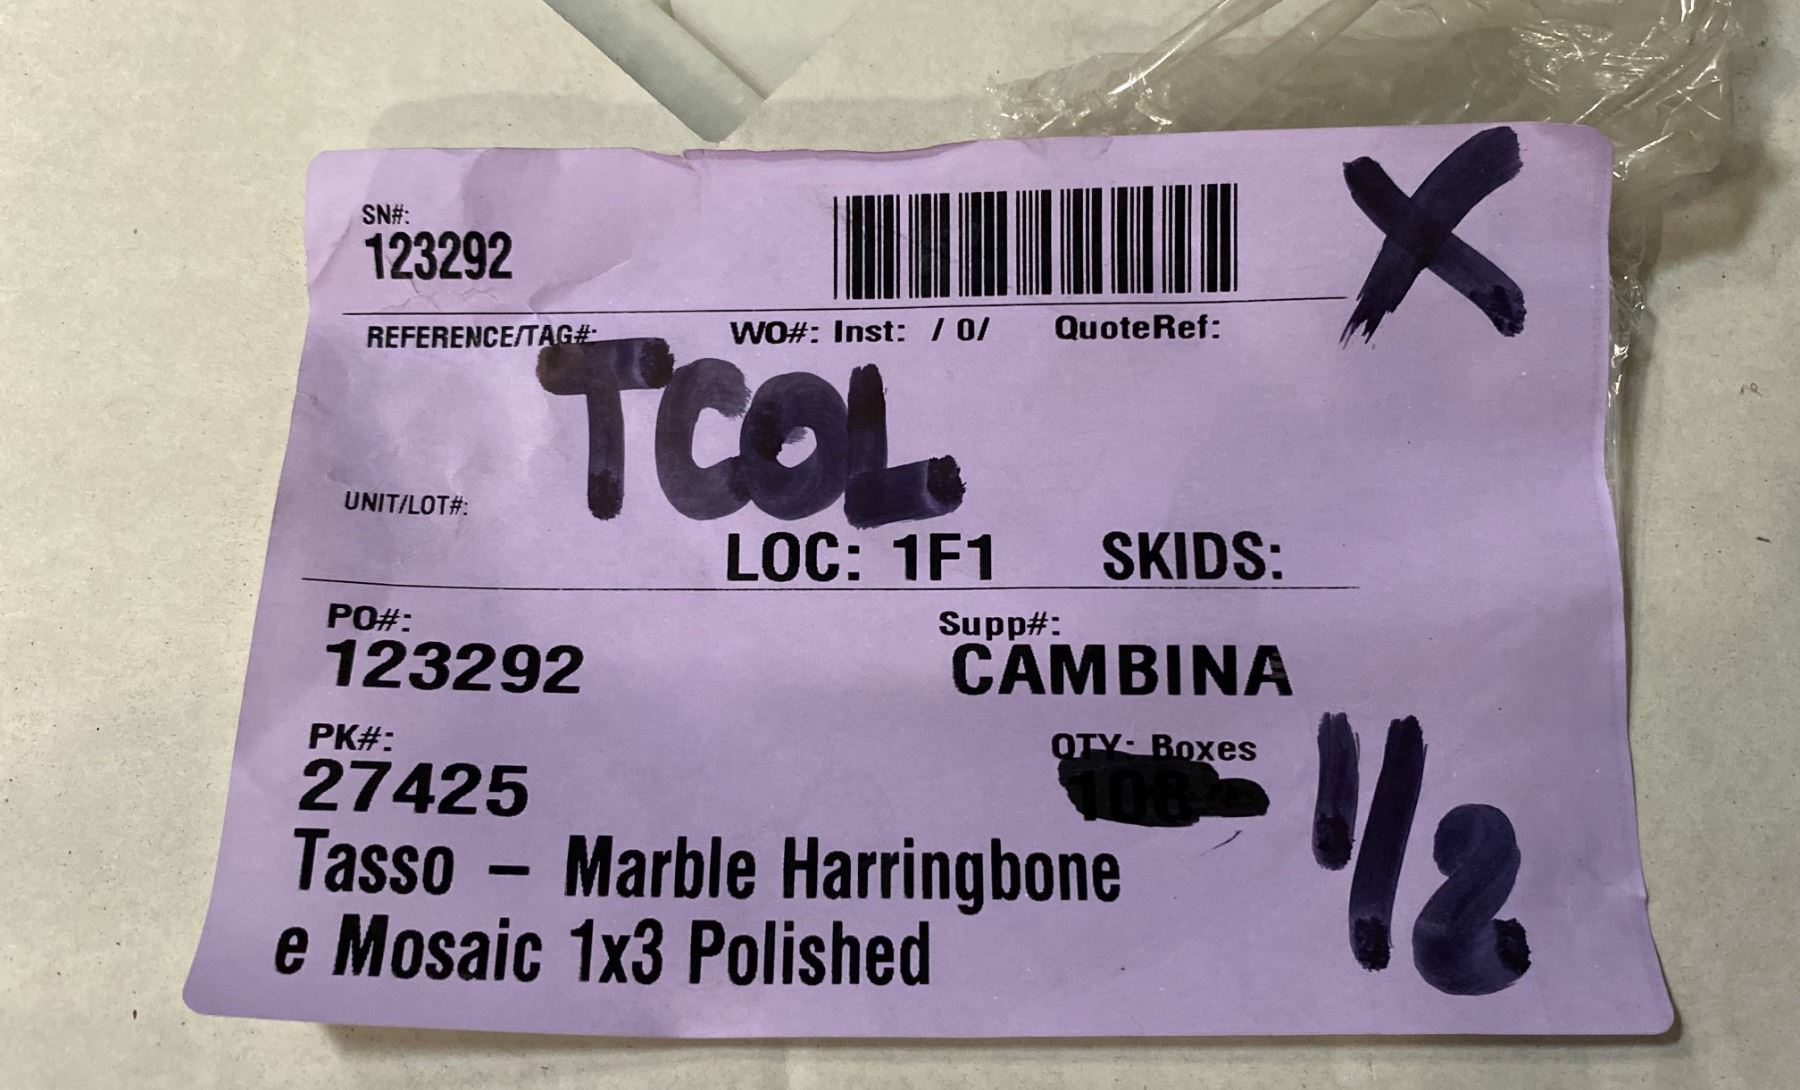 SN#:
123292
X
REFERENCE/TAG#: WO#: Inst: / 0/ QuoteRef:
TCOL
UNIT/LOT#:
LOC: 1F1 SKIDS:
PO#: Supp#:
123292 CAMBINA
PK#: QTY: Boxes
27425
1/2
Tasso – Marble Harringbone
e Mosaic 1x3 Polished